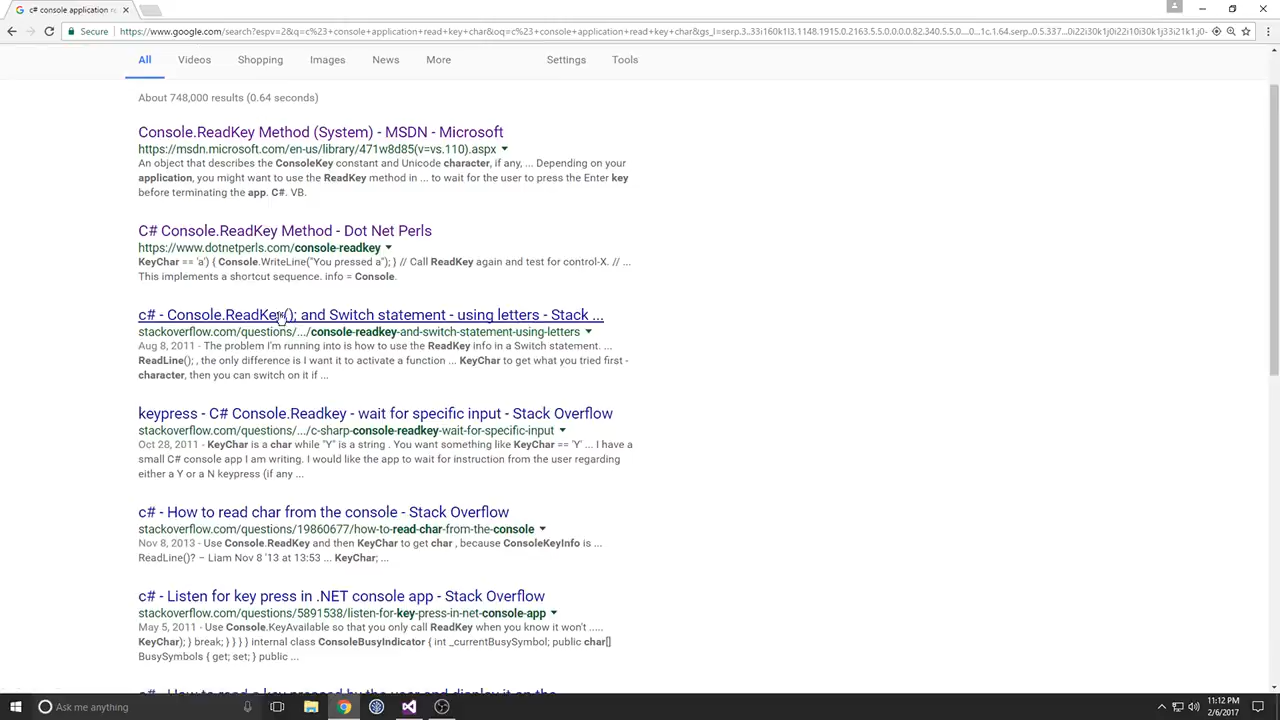 c# console application r
Secure
https://www.google.com/search?espv=2&q=c%23+console+application+read+key+char&oq=c%23+console+application+read+key+char&gs_l=serp.3..33i160k1l3.1148.1915.0.2163.5.5.0.0.0.0.82.340.5.5.0....0...1c.1.64.serp..0.5.337...0i22i30k1j0i22i10i30k1j33i21k1.j0-
All
Videos
Shopping
Images
News
More
Settings
Tools
About 748,000 results (0.64 seconds)
Console.ReadKey Method (System) - MSDN - Microsoft
https://msdn.microsoft.com/en-us/library/471w8d85(v=vs.110).aspx
An object that describes the ConsoleKey constant and Unicode character, if any, ... Depending on your
application, you might want to use the ReadKey method in ... to wait for the user to press the Enter key
before terminating the app. C#. VB.
C# Console.ReadKey Method - Dot Net Perls
https://www.dotnetperls.com/console-readkey
KeyChar == 'a') { Console.WriteLine("You pressed a"); } // Call ReadKey again and test for control-X. // ...
This implements a shortcut sequence. info = Console.
c# - Console.ReadKey(); and Switch statement - using letters - Stack ...
stackoverflow.com/questions/.../console-readkey-and-switch-statement-using-letters
Aug 8, 2011 - The problem I'm running into is how to use the ReadKey info in a Switch statement. ...
ReadLine(); , the only difference is I want it to activate a function ... KeyChar to get what you tried first -
character, then you can switch on it if ...
keypress - C# Console.Readkey - wait for specific input - Stack Overflow
stackoverflow.com/questions/.../c-sharp-console-readkey-wait-for-specific-input
Oct 28, 2011 - KeyChar is a char while "Y" is a string . You want something like KeyChar == 'Y' ... I have a
small C# console app I am writing. I would like the app to wait for instruction from the user regarding
either a Y or a N keypress (if any ...
c# - How to read char from the console - Stack Overflow
stackoverflow.com/questions/19860677/how-to-read-char-from-the-console
Nov 8, 2013 - Use Console.ReadKey and then KeyChar to get char , because ConsoleKeyInfo is ...
ReadLine()? – Liam Nov 8 '13 at 13:53 ... KeyChar; ...
c# - Listen for key press in .NET console app - Stack Overflow
stackoverflow.com/questions/5891538/listen-for-key-press-in-net-console-app
May 5, 2011 - Use Console.KeyAvailable so that you only call ReadKey when you know it won't .....
KeyChar); } break; } } } } internal class ConsoleBusyIndicator { int _currentBusySymbol; public char[]
BusySymbols { get; set; } public ...
c# - How to read a key pressed by the user and display it on the
Ask me anything
11:12 PM
2/6/2017